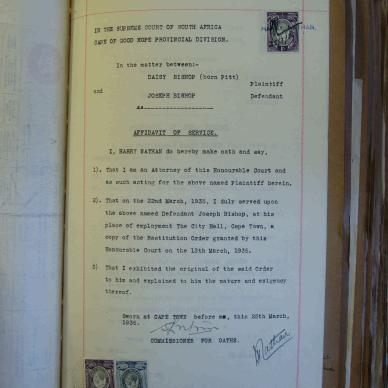 IN THE SUPREME COURT OF SOUTH AFRICA
CAPE OF GOOD HOPE PROVINCIAL DIVISION.
In the matter between:-
DAISY BISHOP (born Pitt)
Plaintiff
and
JOSEPH BISHOP
Defendant
AFFIDAVIT OF SERVICE.
I, HARRY NATHAN do hereby make oath and say,
1). That I am an Attorney of this Honourable Court and
as such acting for the above named Plaintiff herein.
2). That on the 22nd March, 1935, I duly served upon
the above named Defendant Joseph Bishop, at his
place of employment The City Hall, Cape Town, a
copy of the Restitution Order granted by this
Honourable Court on the 12th March, 1935.
3) That I exhibited the original of the said Order
to him and explained to him the nature and exigency
thereof.
Sworn at CAPE TOWN before me, this 25th March,
1935.
COMMISSIONER FOR OATHS.
Nathan